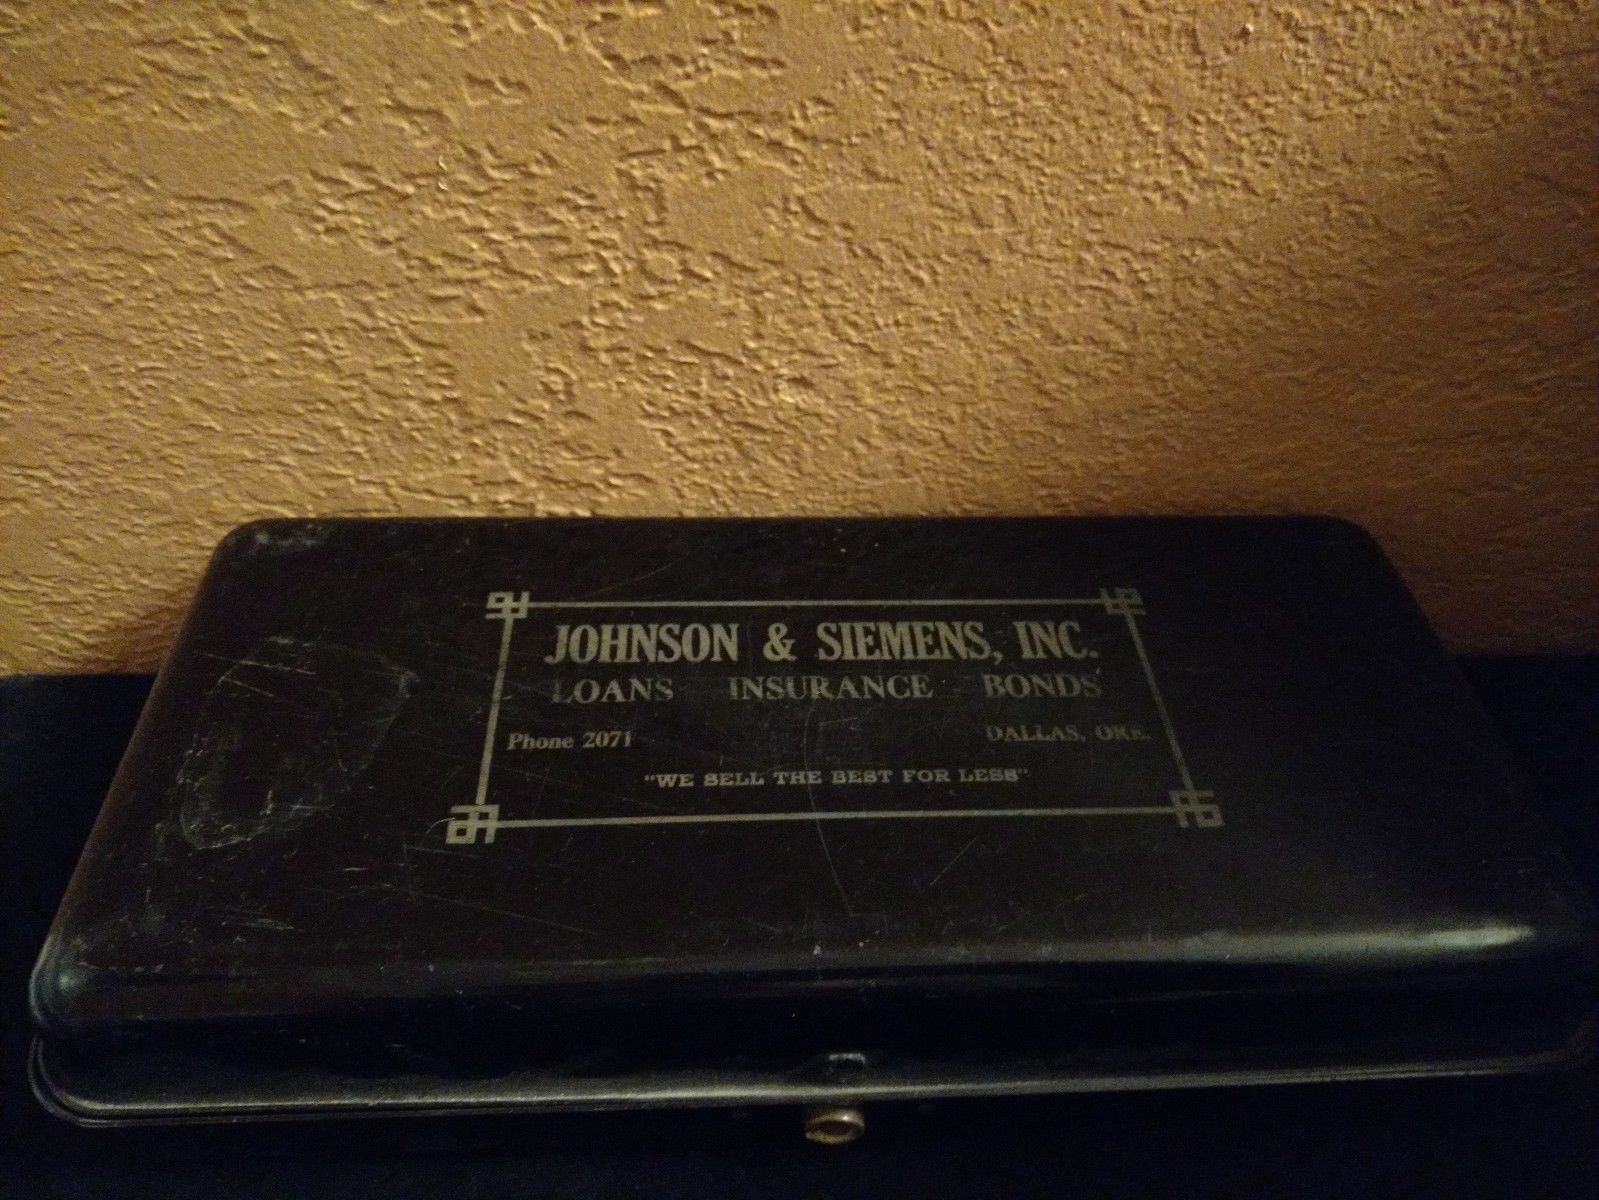 JOHNSON & SIEMENS, INC.
LOANS INSURANCE BONDS
Phone 2071 DALLAS, ORE.
"WE SELL THE BEST FOR LESS"